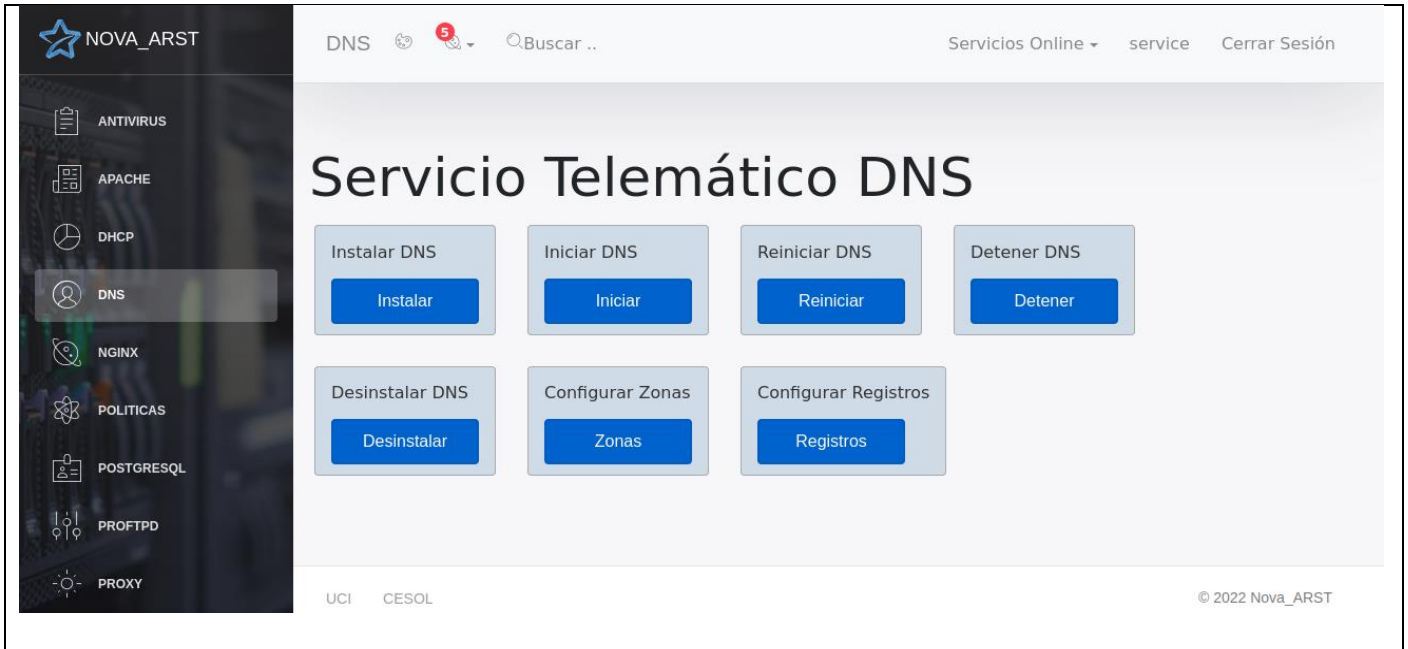 NOVA_ARST
DNS 5 Buscar .. Servicios Online service Cerrar Sesión
ANTIVIRUS
APACHE
DHCP
DNS
NGINX
POLITICAS
POSTGRESQL
PROFTPD
PROXY
Servicio Telemático DNS
Instalar DNS
Instalar
Iniciar DNS
Iniciar
Reiniciar DNS
Reiniciar
Detener DNS
Detener
Desinstalar DNS
Desinstalar
Configurar Zonas
Zonas
Configurar Registros
Registros
UCI CESOL © 2022 Nova_ARST